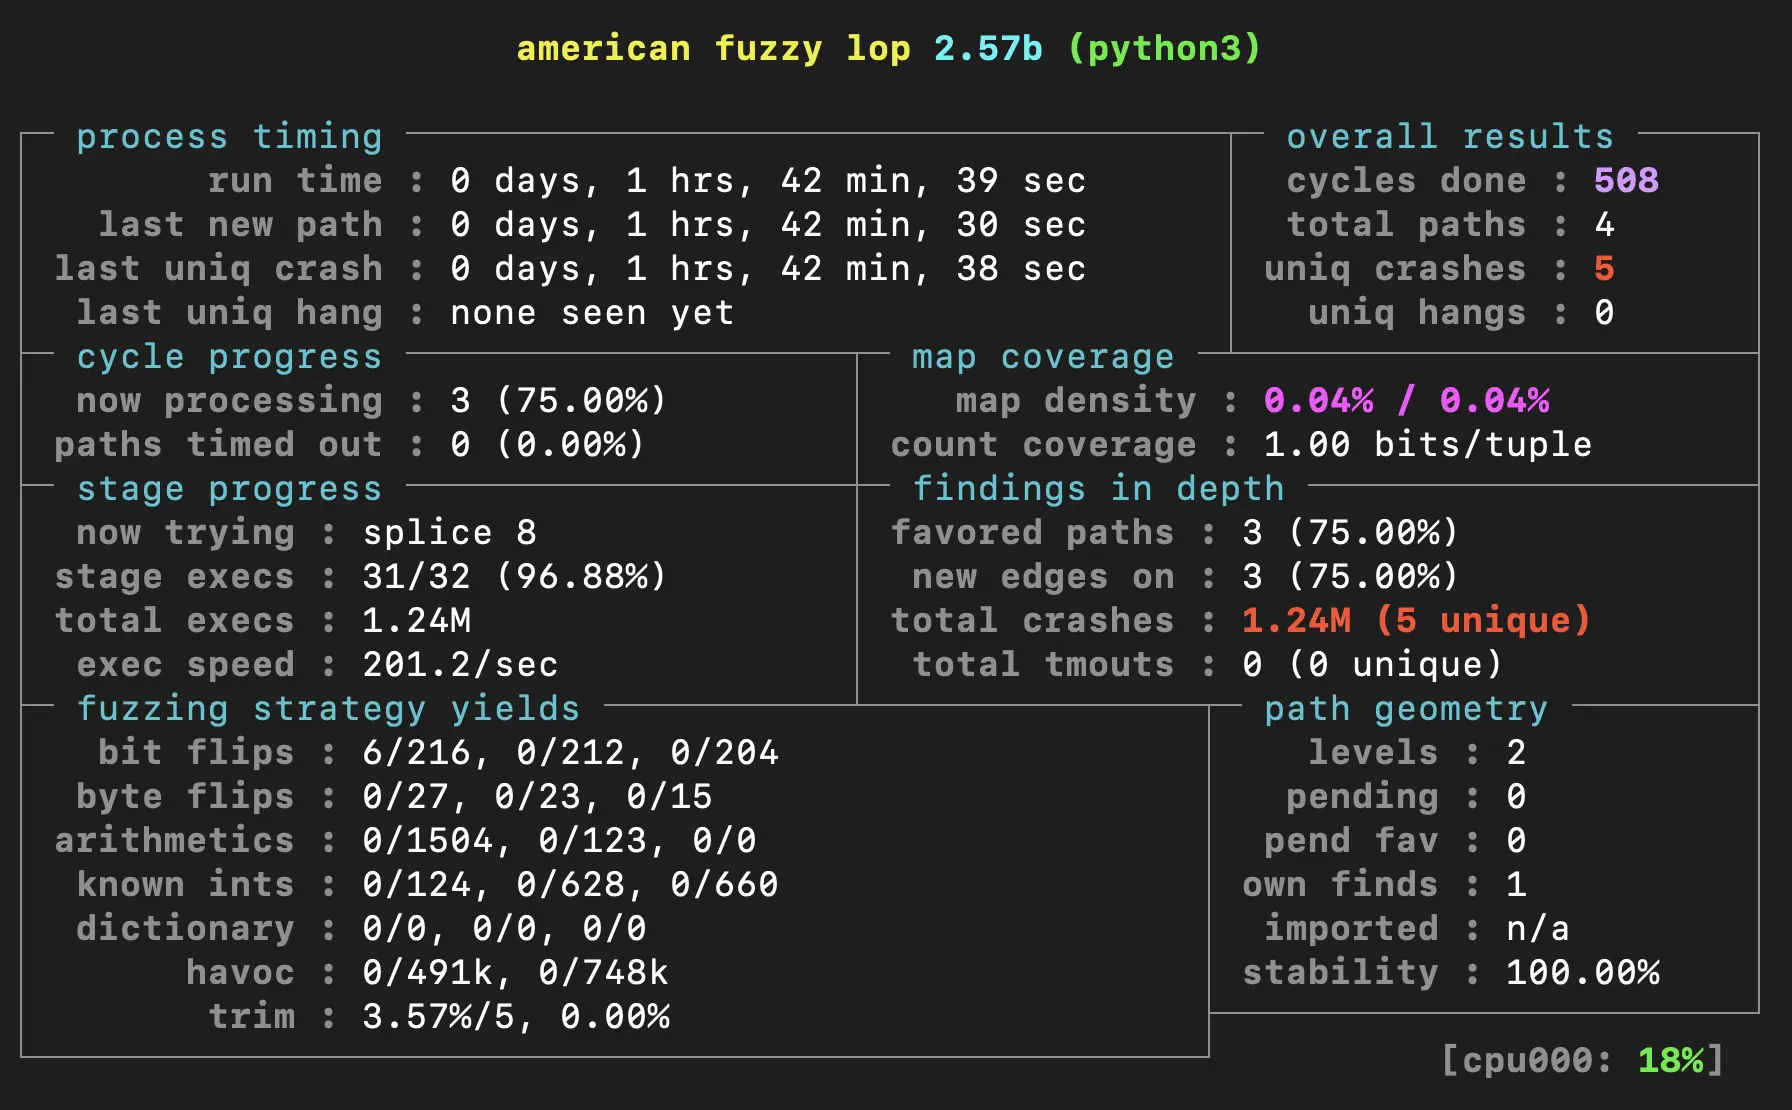 american fuzzy lop 2.57b (python3)
process timing
run time : 0 days, 1 hrs, 42 min, 39 sec
last new path : 0 days, 1 hrs, 42 min, 30 sec
last uniq crash : 0 days, 1 hrs, 42 min, 38 sec
last uniq hang : none seen yet
overall results
cycles done : 508
total paths : 4
uniq crashes : 5
uniq hangs : 0
cycle progress
now processing : 3 (75.00%)
paths timed out : 0 (0.00%)
map coverage
map density : 0.04% / 0.04%
count coverage : 1.00 bits/tuple
stage progress
now trying : splice 8
stage execs : 31/32 (96.88%)
total execs : 1.24M
exec speed : 201.2/sec
findings in depth
favored paths : 3 (75.00%)
new edges on : 3 (75.00%)
total crashes : 1.24M (5 unique)
total tmouts : 0 (0 unique)
fuzzing strategy yields
bit flips : 6/216, 0/212, 0/204
byte flips : 0/27, 0/23, 0/15
arithmetics : 0/1504, 0/123, 0/0
known ints : 0/124, 0/628, 0/660
dictionary : 0/0, 0/0, 0/0
havoc : 0/491k, 0/748k
trim : 3.57%/5, 0.00%
path geometry
levels : 2
pending : 0
pend fav : 0
own finds : 1
imported : n/a
stability : 100.00%
[cpu000: 18%]